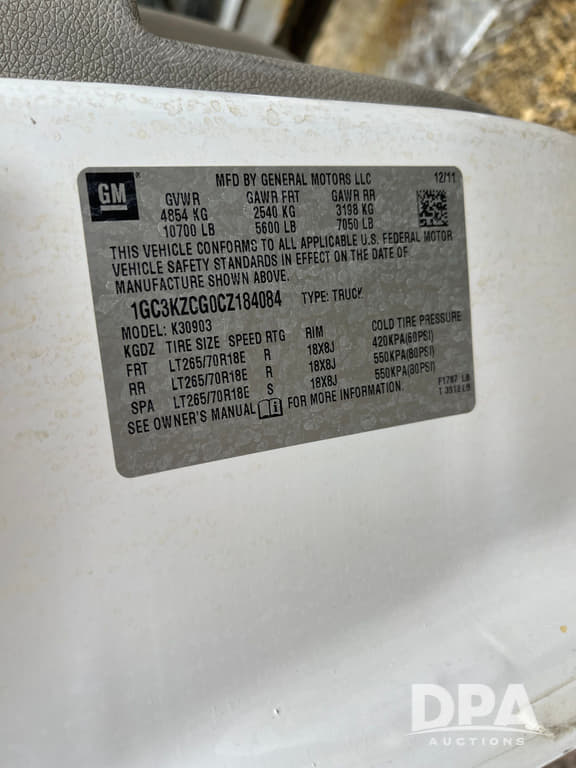 GM
MFD BY GENERAL MOTORS LLC 12/11
GVWR GAWR FRT GAWR RR
4854 KG 2540 KG 3198 KG
10700 LB 5600 LB 7050 LB
THIS VEHICLE CONFORMS TO ALL APPLICABLE U.S. FEDERAL MOTOR
VEHICLE SAFETY STANDARDS IN EFFECT ON THE DATE OF
MANUFACTURE SHOWN ABOVE.
1GC3KZCG0CZ184084 TYPE: TRUCK
MODEL: K30903
KGDZ TIRE SIZE SPEED RTG RIM COLD TIRE PRESSURE
FRT LT265/70R18E R 18X8J 420KPA(60PSI)
RR LT265/70R18E R 18X8J 550KPA(80PSI)
SPA LT265/70R18E S 18X8J 550KPA(80PSI)
SEE OWNER'S MANUAL FOR MORE INFORMATION.
F1787 LB
T 3512 LB
DPA
AUCTIONS